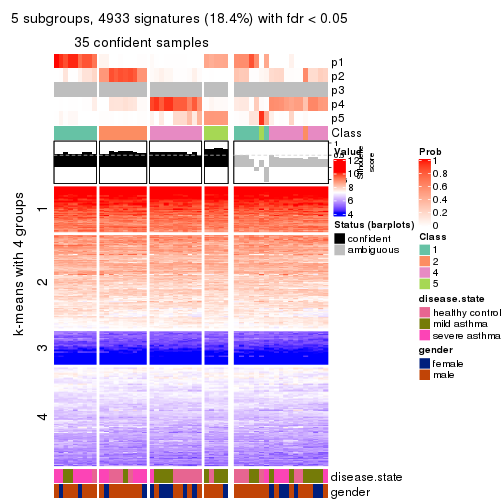 5 subgroups, 4933 signatures (18.4%) with fdr < 0.05
35 confident samples
p1
p2
p3
p4
p5
Class
1
Silhouette
score
k-means with 4 groups
1
2
3
4
disease.state
gender
Value
12
10
8
6
4
Status (barplots)
confident
ambiguous
Prob
1
0.8
0.6
0.4
0.2
0
Class
1
2
4
5
disease.state
healthy control
mild asthma
severe asthma
gender
female
male